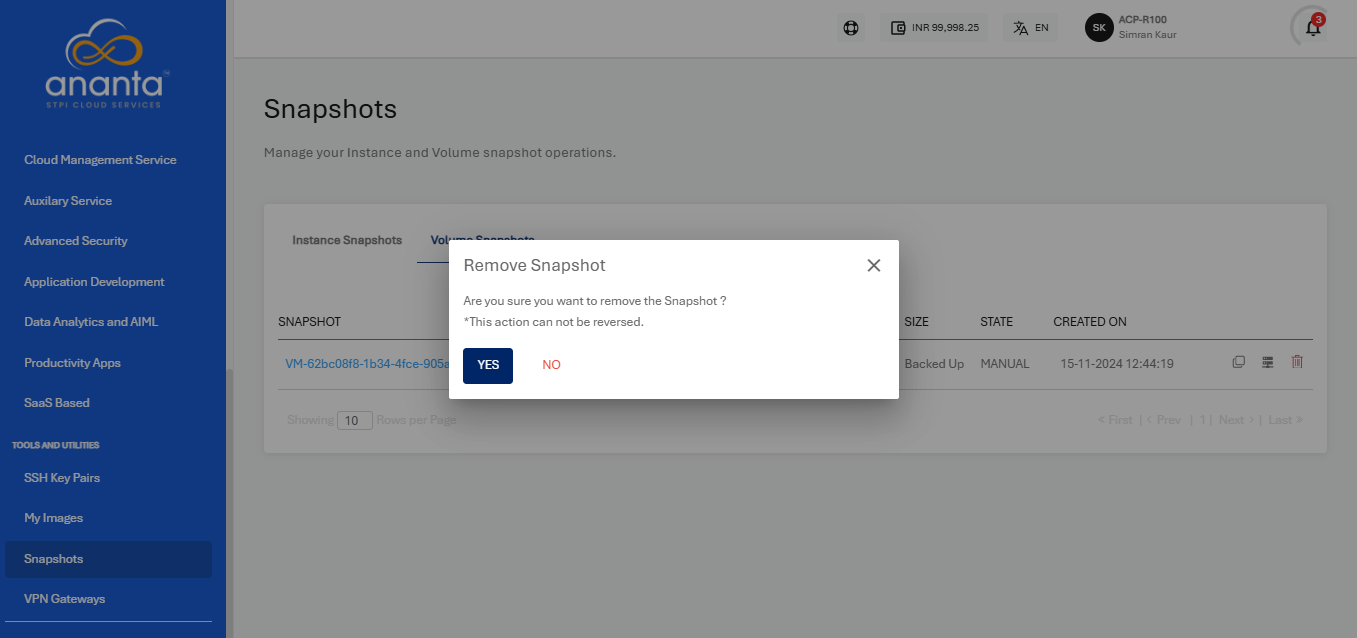 ananta
STPI CLOUD SERVICES
Cloud Management Service
Auxilary Service
Advanced Security
Application Development
Data Analytics and AIML
Productivity Apps
SaaS Based
TOOLS AND UTILITIES
SSH Key Pairs
My Images
Snapshots
VPN Gateways
INR 99,998.25
EN
SK
ACP-R100
Simran Kaur
3
Snapshots
Manage your Instance and Volume snapshot operations.
Instance Snapshots Volume Snapshots
Remove Snapshot
Are you sure you want to remove the Snapshot ?
*This action can not be reversed.
YES NO
SNAPSHOT SIZE STATE CREATED ON
VM-62bc08f8-1b34-4fce-905a Backed Up MANUAL 15-11-2024 12:44:19
Showing 10 Rows per Page
« First | ‹ Prev | 1 | Next › | Last »